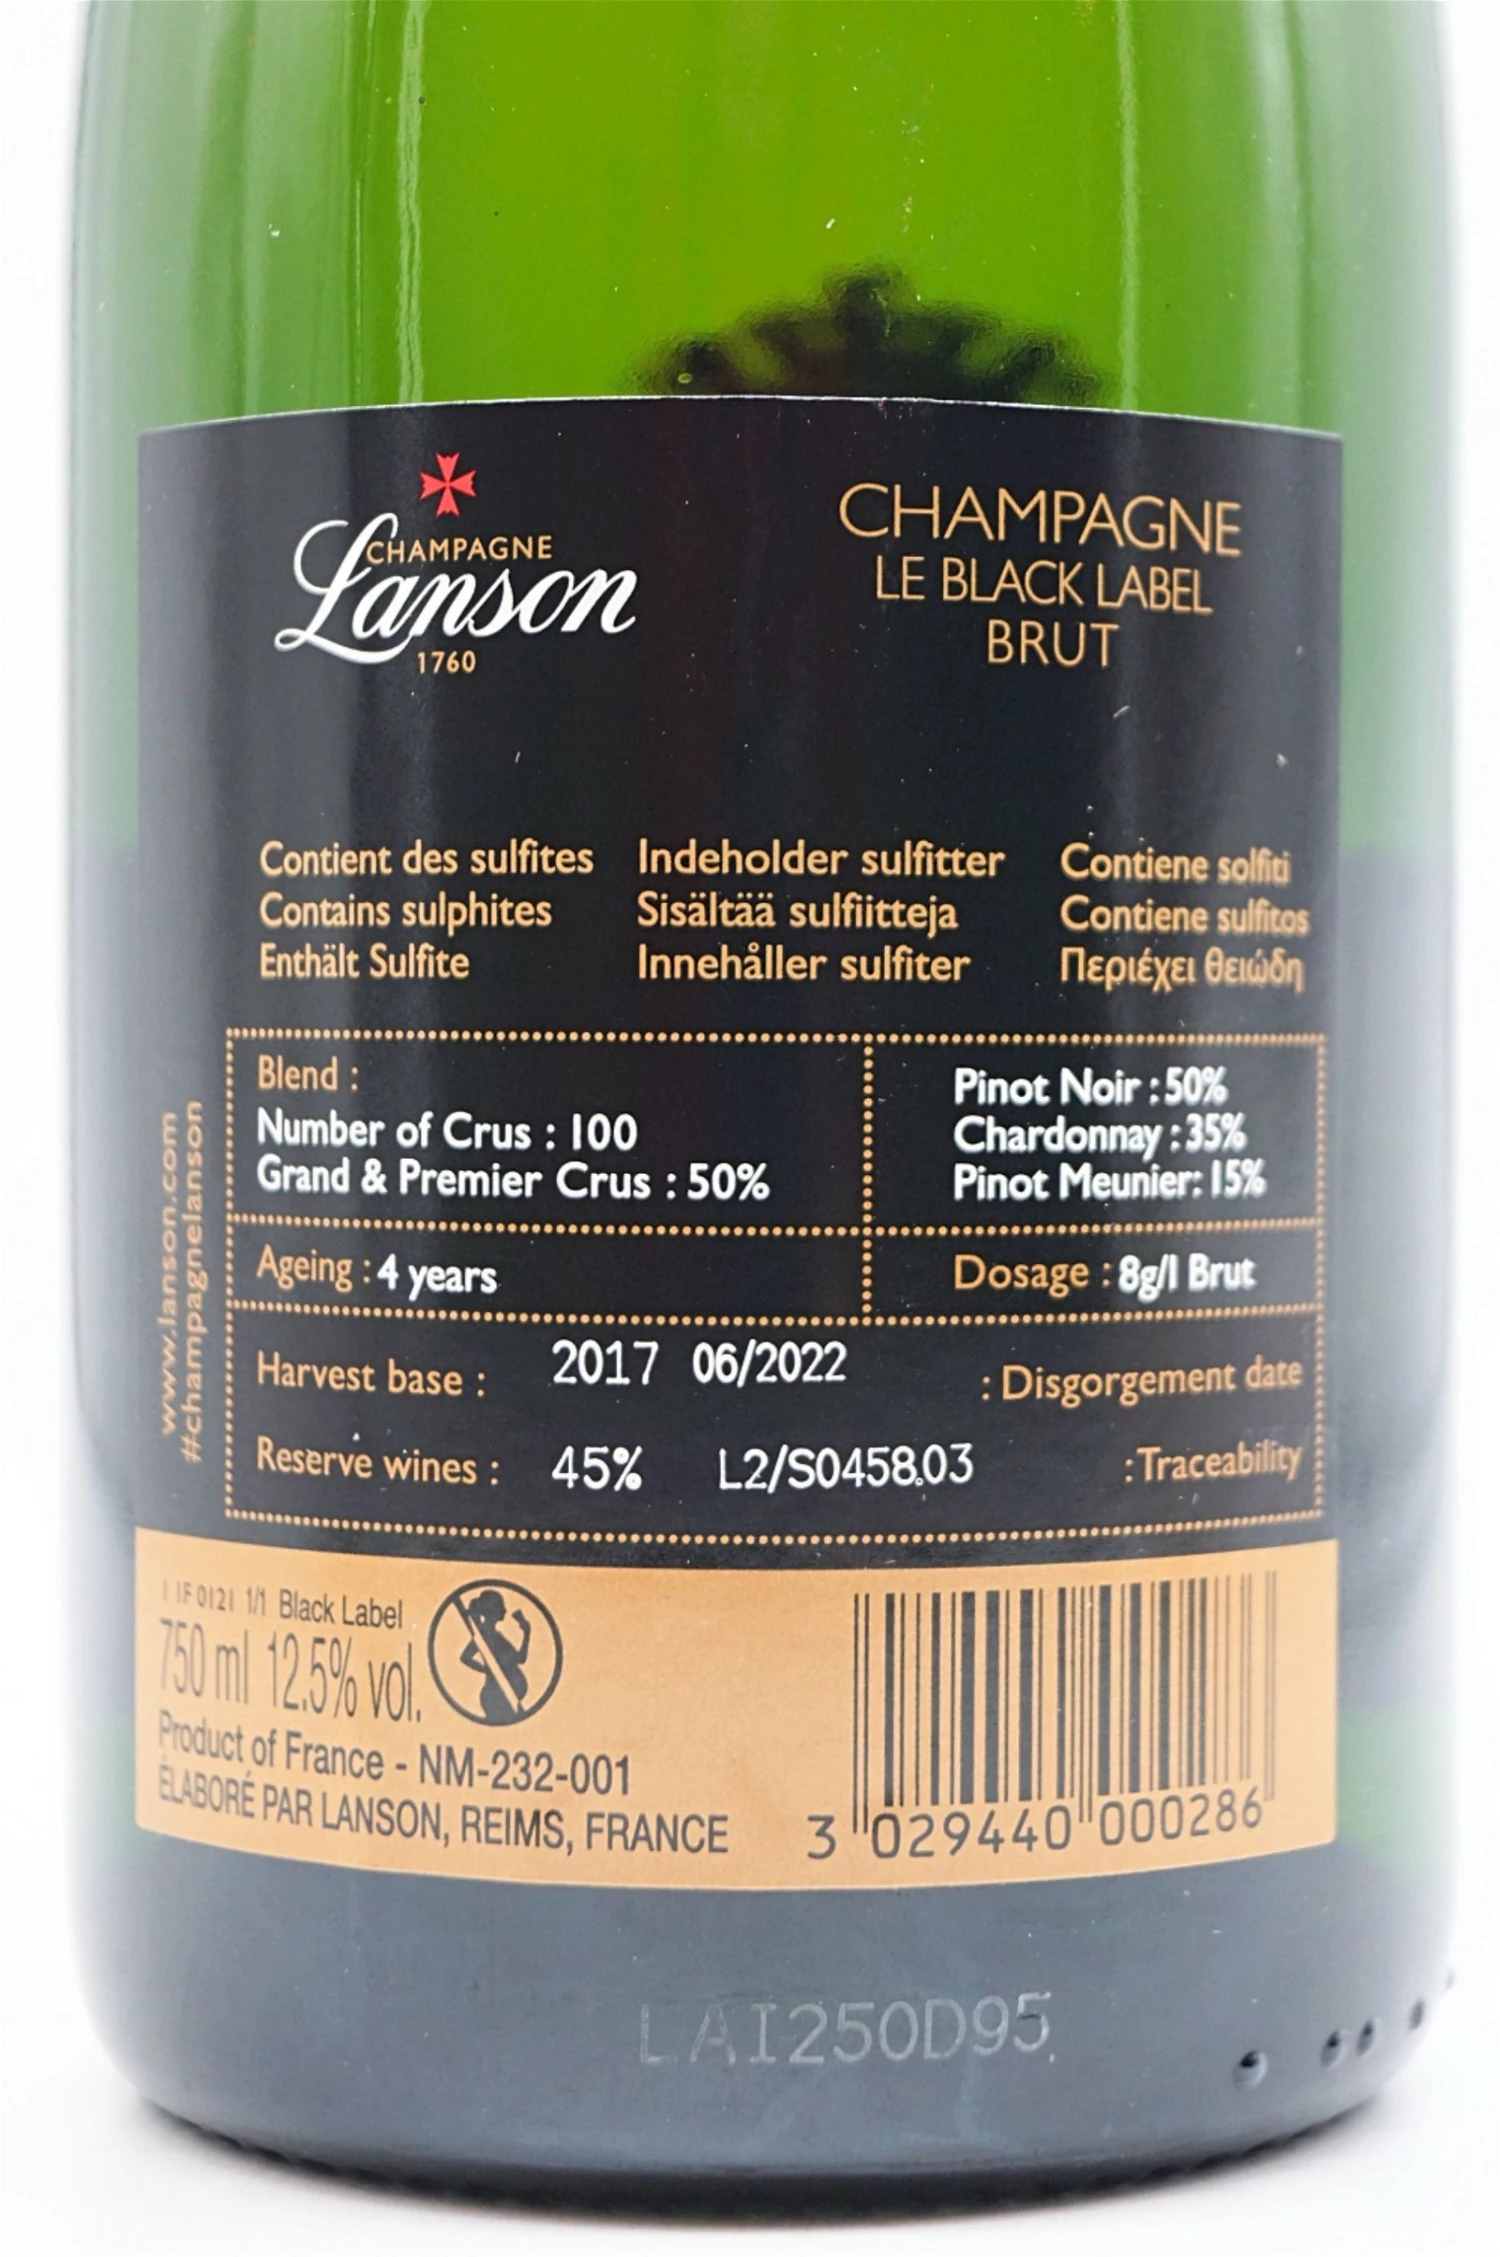 CHAMPAGNE
Lanson
1760
CHAMPAGNE
LE BLACK LABEL
BRUT
Contient des sulfites
Contains sulphites
Enthält Sulfite
Indeholder sulfitter
Sisältää sulfiitteja
Innehåller sulfiter
Contiene solfiti
Contiene sulfitos
Περιέχει θειώδη
www.lanson.com
#champagnelanson
Blend :
Number of Crus : 100
Grand & Premier Crus : 50%
Pinot Noir : 50%
Chardonnay : 35%
Pinot Meunier: 15%
Ageing : 4 years
Dosage : 8g/l Brut
Harvest base : 2017 06/2022 : Disgorgement date
Reserve wines : 45% L2/S0458.03 :Traceability
1/1 Black Label
750 ml 12.5% vol.
Product of France - NM-232-001
ÉLABORÉ PAR LANSON, REIMS, FRANCE
3 029440 000286
LAI250D95